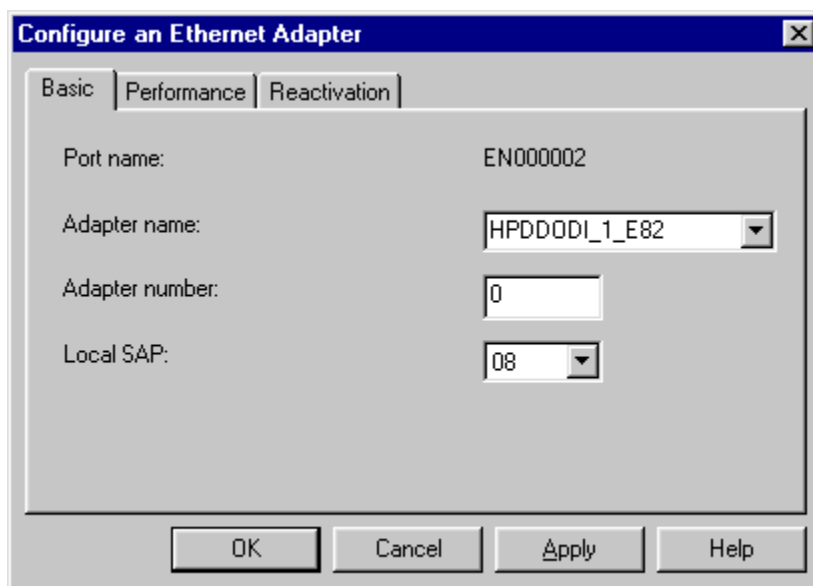 Configure an Ethernet Adapter
Basic Performance Reactivation
Port name: EN000002
Adapter name: HPDDODI_1_E82
Adapter number: 0
Local SAP: 08
OK Cancel Apply Help